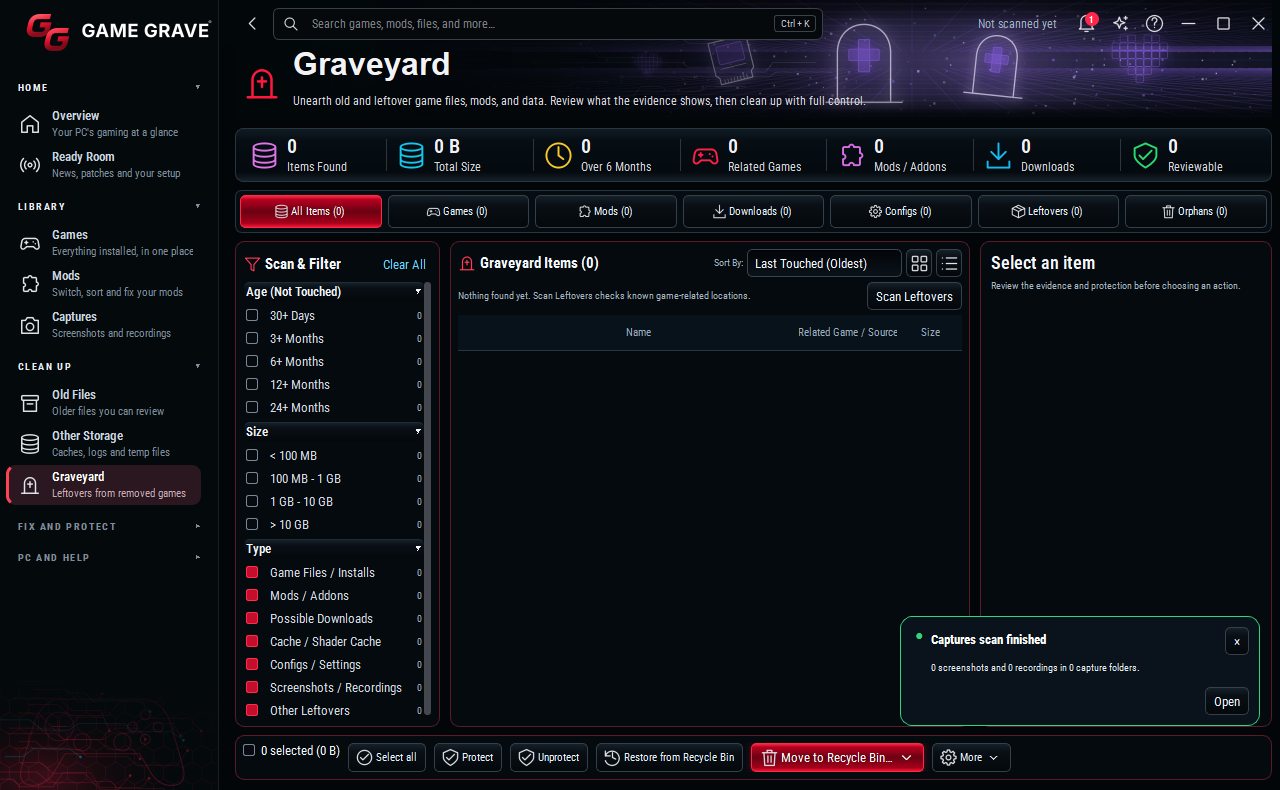 GAME GRAVE
Search games, mods, files, and more...
Ctrl + K
Not scanned yet
1
HOME
Overview
Your PC's gaming at a glance
Ready Room
News, patches and your setup
LIBRARY
Games
Everything installed, in one place
Mods
Switch, sort and fix your mods
Captures
Screenshots and recordings
CLEAN UP
Old Files
Older files you can review
Other Storage
Caches, logs and temp files
Graveyard
Leftovers from removed games
FIX AND PROTECT
PC AND HELP
Graveyard
Unearth old and leftover game files, mods, and data. Review what the evidence shows, then clean up with full control.
0
Items Found
0 B
Total Size
0
Over 6 Months
0
Related Games
0
Mods / Addons
0
Downloads
0
Reviewable
All Items (0)
Games (0)
Mods (0)
Downloads (0)
Configs (0)
Leftovers (0)
Orphans (0)
Scan & Filter
Clear All
Age (Not Touched)
30+ Days 0
3+ Months 0
6+ Months 0
12+ Months 0
24+ Months 0
Size
< 100 MB 0
100 MB - 1 GB 0
1 GB - 10 GB 0
> 10 GB 0
Type
Game Files / Installs 0
Mods / Addons 0
Possible Downloads 0
Cache / Shader Cache 0
Configs / Settings 0
Screenshots / Recordings 0
Other Leftovers 0
Graveyard Items (0)
Sort By:
Last Touched (Oldest)
Nothing found yet. Scan Leftovers checks known game-related locations.
Scan Leftovers
Name
Related Game / Source
Size
Select an item
Review the evidence and protection before choosing an action.
Captures scan finished
x
0 screenshots and 0 recordings in 0 capture folders.
Open
0 selected (0 B)
Select all
Protect
Unprotect
Restore from Recycle Bin
Move to Recycle Bin...
More